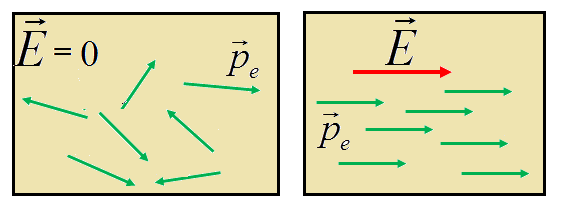 E⃗ = 0
p⃗ₑ
E⃗
p⃗ₑ